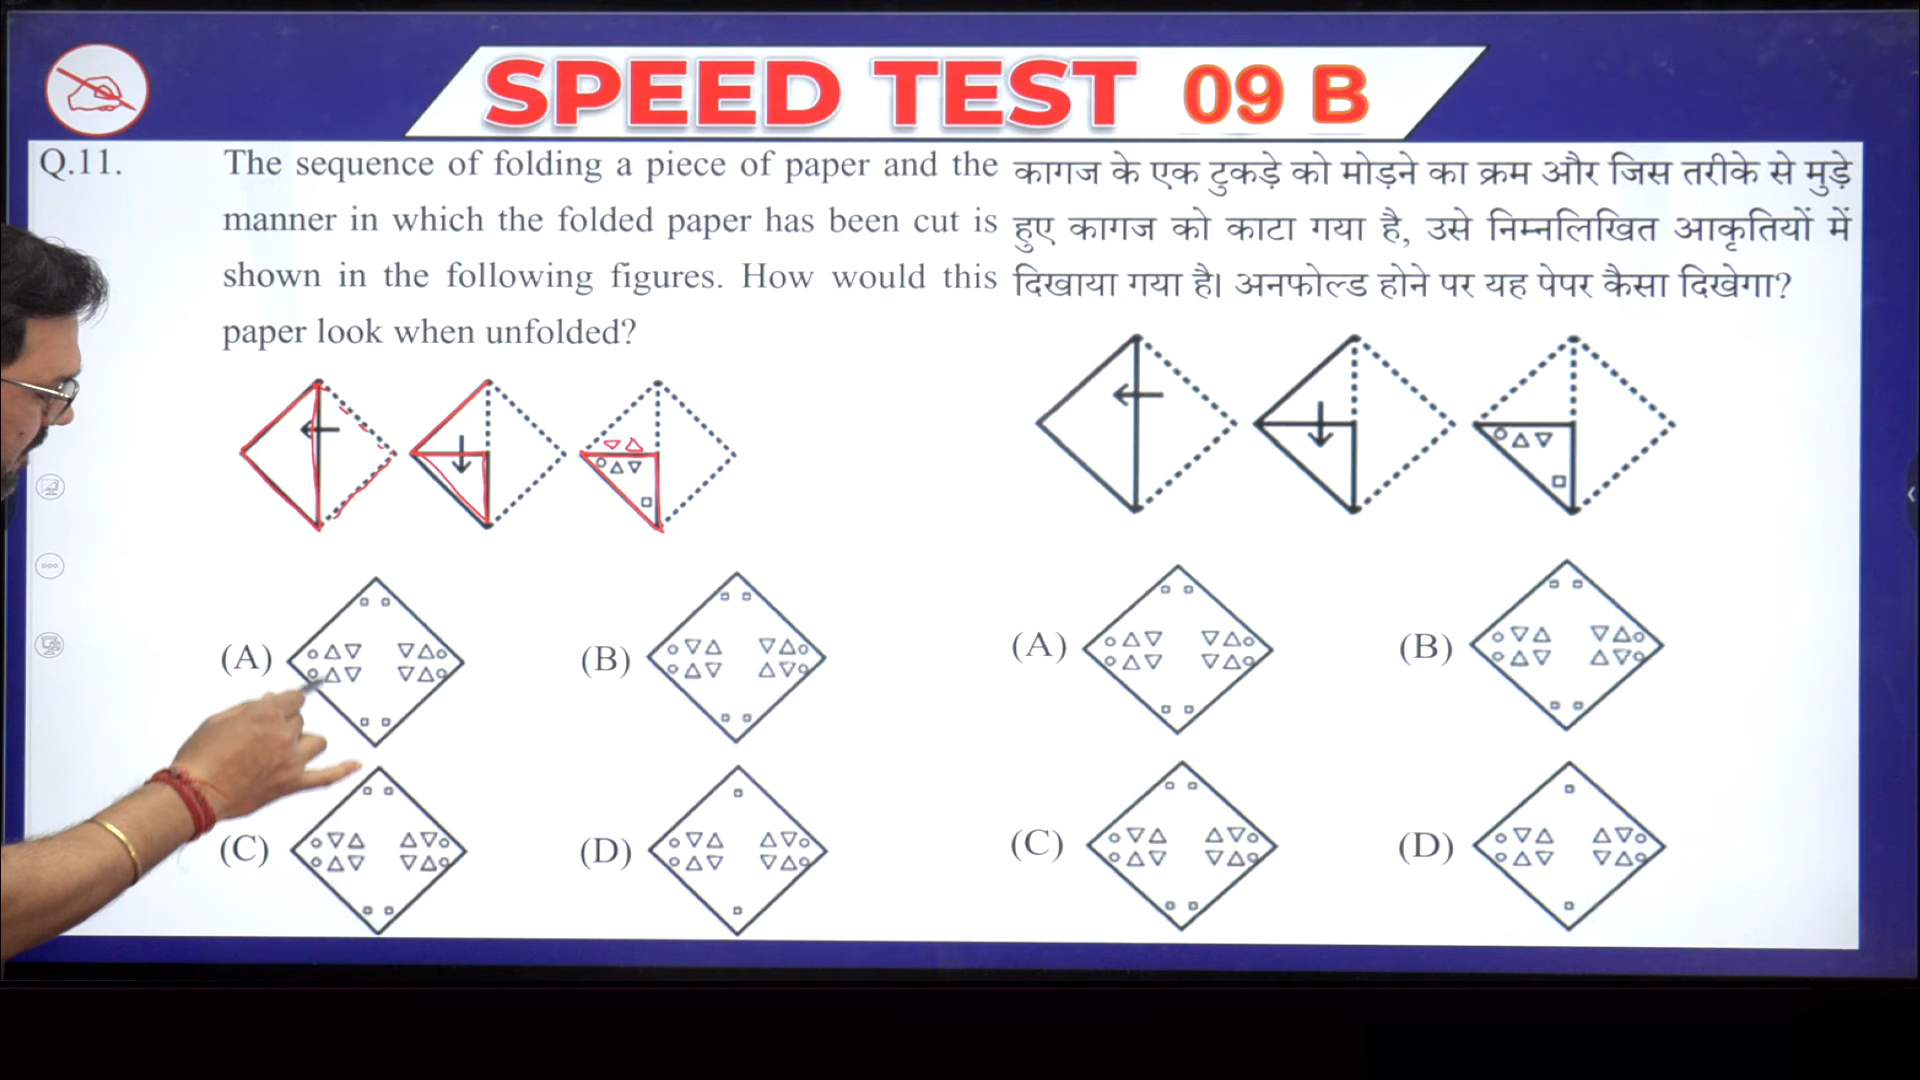 SPEED TEST 09 B
Q.11.
The sequence of folding a piece of paper and the
manner in which the folded paper has been cut is
shown in the following figures. How would this
paper look when unfolded?
कागज के एक टुकड़े को मोड़ने का क्रम और जिस तरीके से मुड़े
हुए कागज को काटा गया है, उसे निम्नलिखित आकृतियों में
दिखाया गया है। अनफोल्ड होने पर यह पेपर कैसा दिखेगा?
(A)
(B)
(C)
(D)
(A)
(B)
(C)
(D)